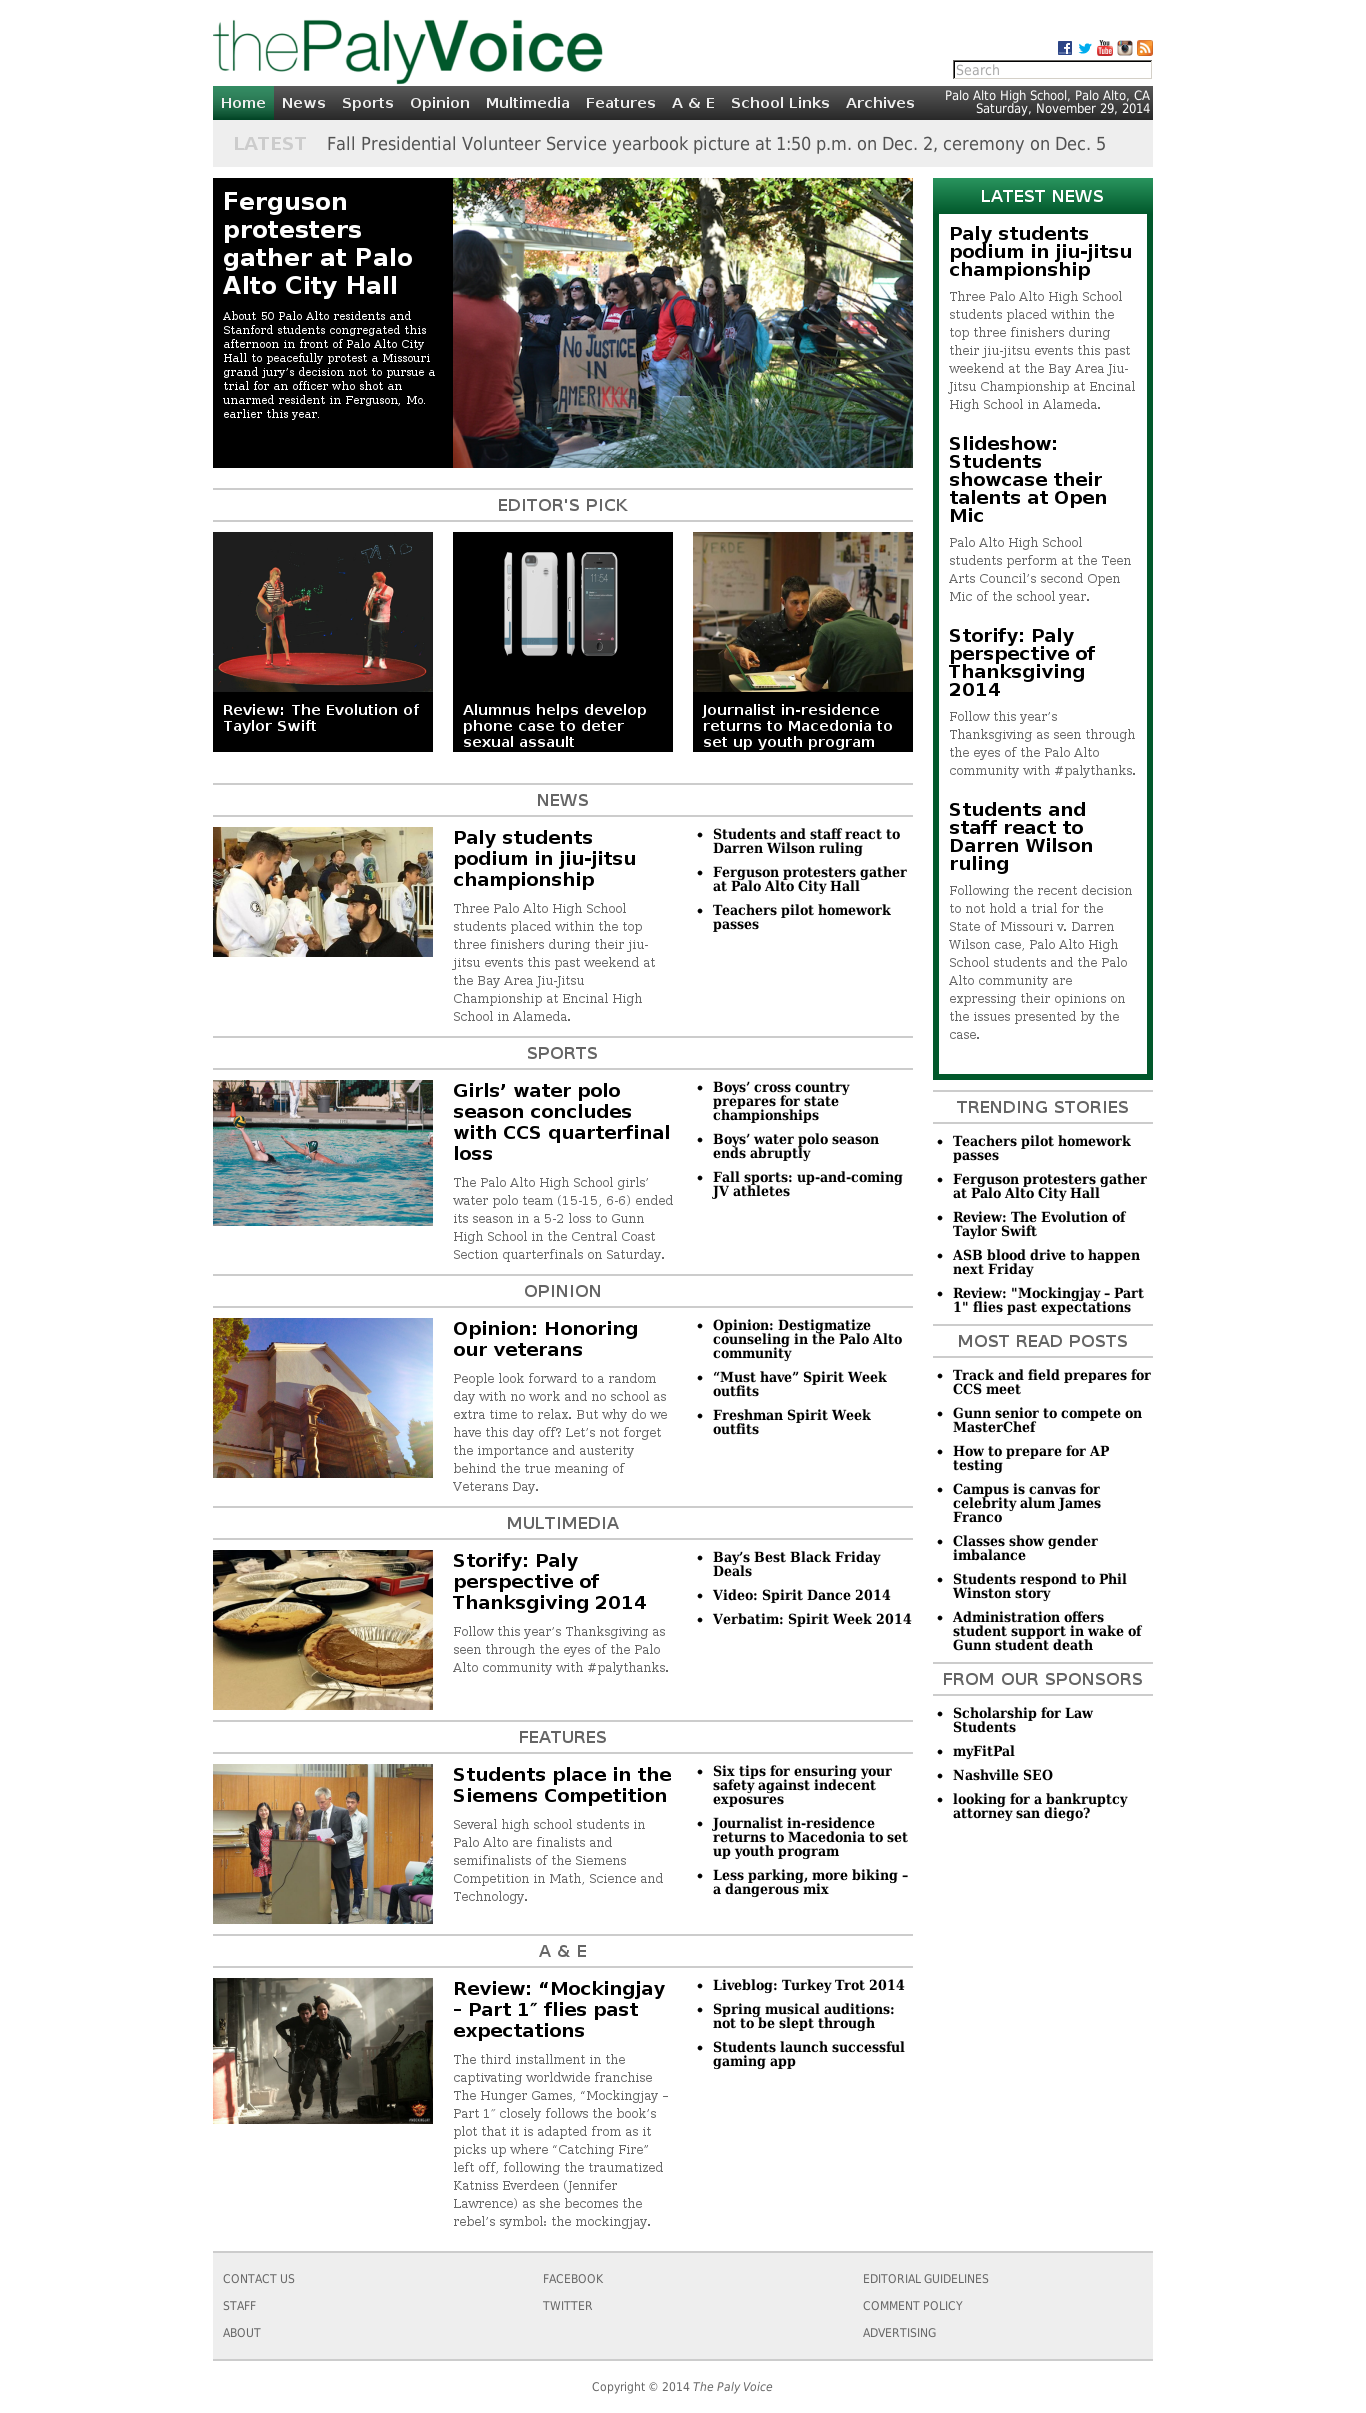 thePalyVoice
Search
Home News Sports Opinion Multimedia Features A & E School Links Archives
Palo Alto High School, Palo Alto, CA
Saturday, November 29, 2014
LATEST Fall Presidential Volunteer Service yearbook picture at 1:50 p.m. on Dec. 2, ceremony on Dec. 5
Ferguson
protesters
gather at Palo
Alto City Hall
About 50 Palo Alto residents and
Stanford students congregated this
afternoon in front of Palo Alto City
Hall to peacefully protest a Missouri
grand jury’s decision not to pursue a
trial for an officer who shot an
unarmed resident in Ferguson, Mo.
earlier this year.
NO JUSTICE
IN
AMERIKKKA
EDITOR'S PICK
VERDE
11:54
Review: The Evolution of
Taylor Swift
Alumnus helps develop
phone case to deter
sexual assault
Journalist in-residence
returns to Macedonia to
set up youth program
NEWS
Paly students
podium in jiu-jitsu
championship
Three Palo Alto High School
students placed within the top
three finishers during their jiu-
jitsu events this past weekend at
the Bay Area Jiu-Jitsu
Championship at Encinal High
School in Alameda.
Students and staff react to
Darren Wilson ruling
Ferguson protesters gather
at Palo Alto City Hall
Teachers pilot homework
passes
SPORTS
Girls’ water polo
season concludes
with CCS quarterfinal
loss
The Palo Alto High School girls’
water polo team (15-15, 6-6) ended
its season in a 5-2 loss to Gunn
High School in the Central Coast
Section quarterfinals on Saturday.
Boys’ cross country
prepares for state
championships
Boys’ water polo season
ends abruptly
Fall sports: up-and-coming
JV athletes
OPINION
Opinion: Honoring
our veterans
People look forward to a random
day with no work and no school as
extra time to relax. But why do we
have this day off? Let’s not forget
the importance and austerity
behind the true meaning of
Veterans Day.
Opinion: Destigmatize
counseling in the Palo Alto
community
“Must have” Spirit Week
outfits
Freshman Spirit Week
outfits
MULTIMEDIA
Storify: Paly
perspective of
Thanksgiving 2014
Follow this year’s Thanksgiving as
seen through the eyes of the Palo
Alto community with #palythanks.
Bay’s Best Black Friday
Deals
Video: Spirit Dance 2014
Verbatim: Spirit Week 2014
FEATURES
Students place in the
Siemens Competition
Several high school students in
Palo Alto are finalists and
semifinalists of the Siemens
Competition in Math, Science and
Technology.
Six tips for ensuring your
safety against indecent
exposures
Journalist in-residence
returns to Macedonia to set
up youth program
Less parking, more biking –
a dangerous mix
A & E
Review: “Mockingjay
– Part 1″ flies past
expectations
The third installment in the
captivating worldwide franchise
The Hunger Games, “Mockingjay –
Part 1″ closely follows the book’s
plot that it is adapted from as it
picks up where “Catching Fire”
left off, following the traumatized
Katniss Everdeen (Jennifer
Lawrence) as she becomes the
rebel’s symbol: the mockingjay.
Liveblog: Turkey Trot 2014
Spring musical auditions:
not to be slept through
Students launch successful
gaming app
LATEST NEWS
Paly students
podium in jiu-jitsu
championship
Three Palo Alto High School
students placed within the
top three finishers during
their jiu-jitsu events this past
weekend at the Bay Area Jiu-
Jitsu Championship at Encinal
High School in Alameda.
Slideshow:
Students
showcase their
talents at Open
Mic
Palo Alto High School
students perform at the Teen
Arts Council’s second Open
Mic of the school year.
Storify: Paly
perspective of
Thanksgiving
2014
Follow this year’s
Thanksgiving as seen through
the eyes of the Palo Alto
community with #palythanks.
Students and
staff react to
Darren Wilson
ruling
Following the recent decision
to not hold a trial for the
State of Missouri v. Darren
Wilson case, Palo Alto High
School students and the Palo
Alto community are
expressing their opinions on
the issues presented by the
case.
TRENDING STORIES
Teachers pilot homework
passes
Ferguson protesters gather
at Palo Alto City Hall
Review: The Evolution of
Taylor Swift
ASB blood drive to happen
next Friday
Review: "Mockingjay – Part
1" flies past expectations
MOST READ POSTS
Track and field prepares for
CCS meet
Gunn senior to compete on
MasterChef
How to prepare for AP
testing
Campus is canvas for
celebrity alum James
Franco
Classes show gender
imbalance
Students respond to Phil
Winston story
Administration offers
student support in wake of
Gunn student death
FROM OUR SPONSORS
Scholarship for Law
Students
myFitPal
Nashville SEO
looking for a bankruptcy
attorney san diego?
CONTACT US
STAFF
ABOUT
FACEBOOK
TWITTER
EDITORIAL GUIDELINES
COMMENT POLICY
ADVERTISING
Copyright © 2014 The Paly Voice